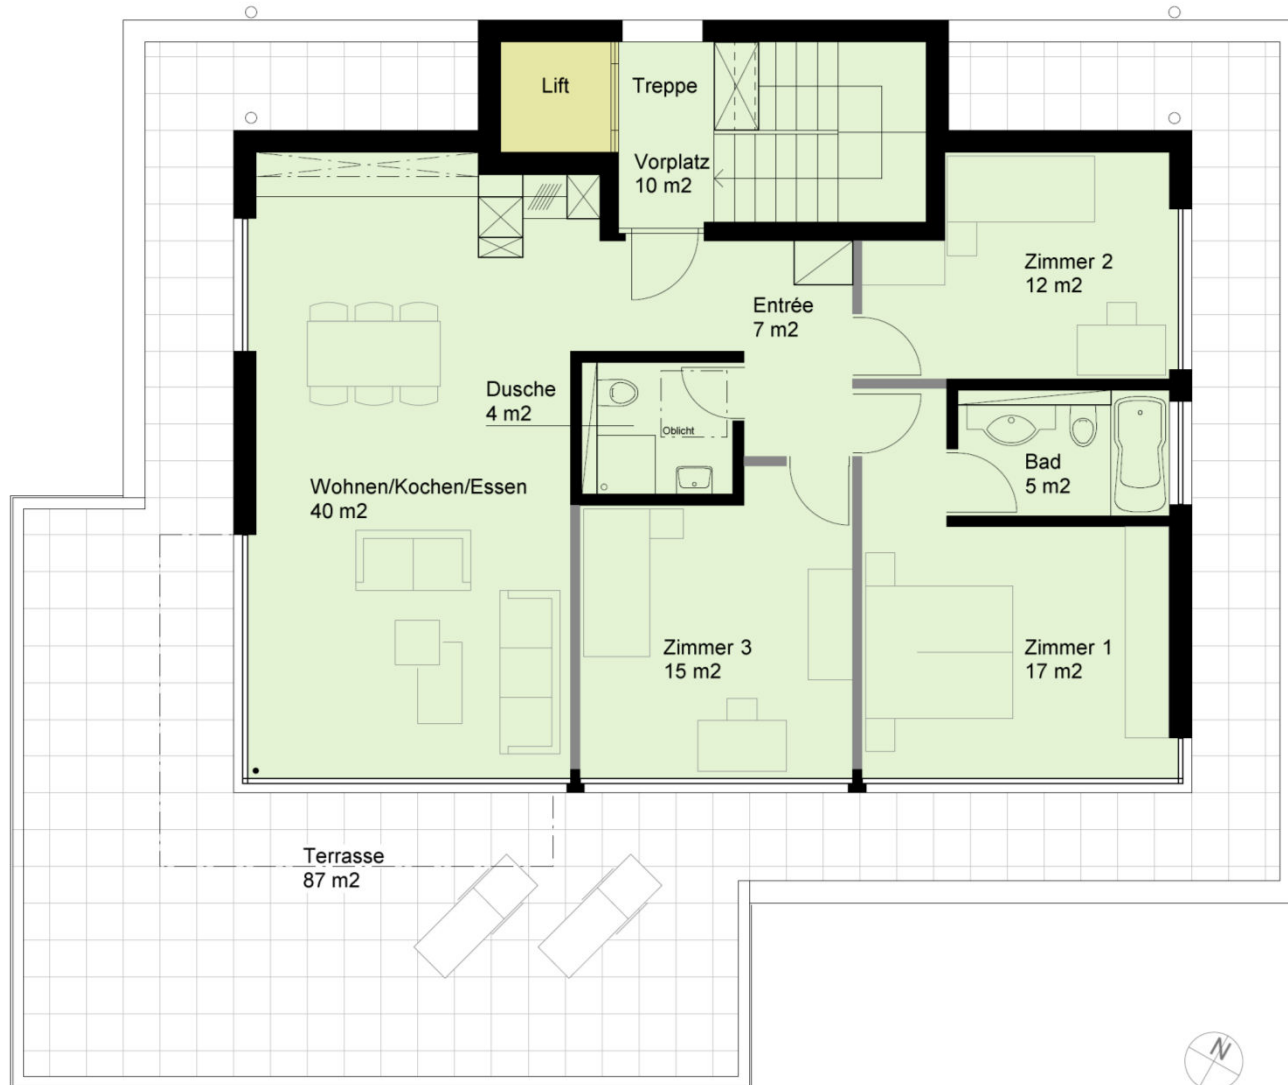 Lift
Treppe
Vorplatz
10 m2
Zimmer 2
12 m2
Entrée
7 m2
Dusche
4 m2
Oblicht
Bad
5 m2
Wohnen/Kochen/Essen
40 m2
Zimmer 3
15 m2
Zimmer 1
17 m2
Terrasse
87 m2
N